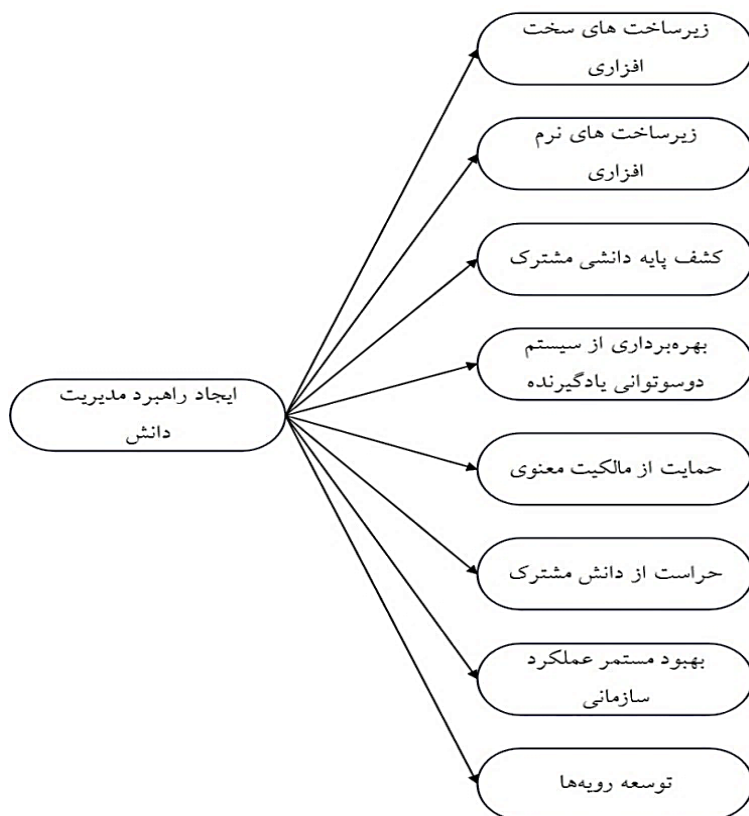 زیرساخت های سخت
افزاری
زیرساخت های نرم
افزاری
کشف پایه دانشی مشترک
بهره‌برداری از سیستم
دوسوتوانی یادگیرنده
ایجاد راهبرد مدیریت
دانش
حمایت از مالکیت معنوی
حراست از دانش مشترک
بهبود مستمر عملکرد
سازمانی
توسعه رویه‌ها